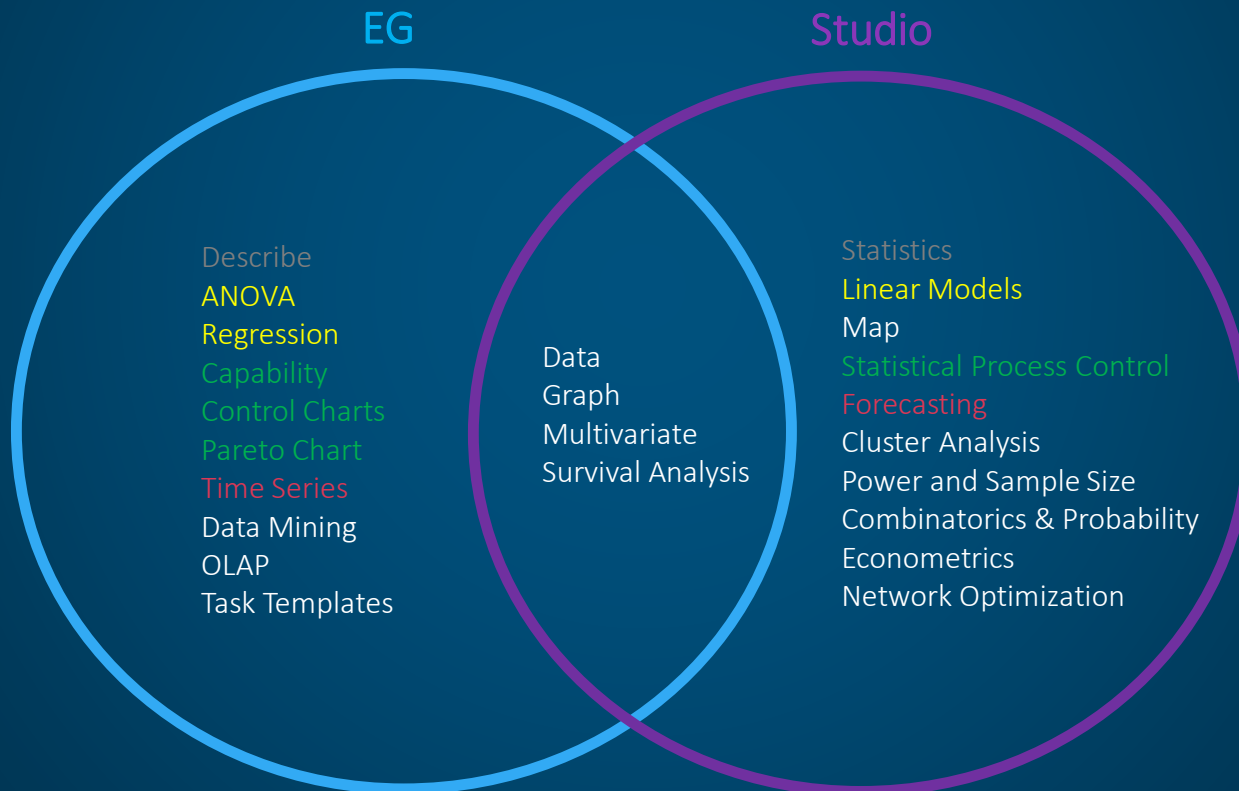 EG
Studio
Describe
ANOVA
Regression
Capability
Control Charts
Pareto Chart
Time Series
Data Mining
OLAP
Task Templates
Data
Graph
Multivariate
Survival Analysis
Statistics
Linear Models
Map
Statistical Process Control
Forecasting
Cluster Analysis
Power and Sample Size
Combinatorics & Probability
Econometrics
Network Optimization